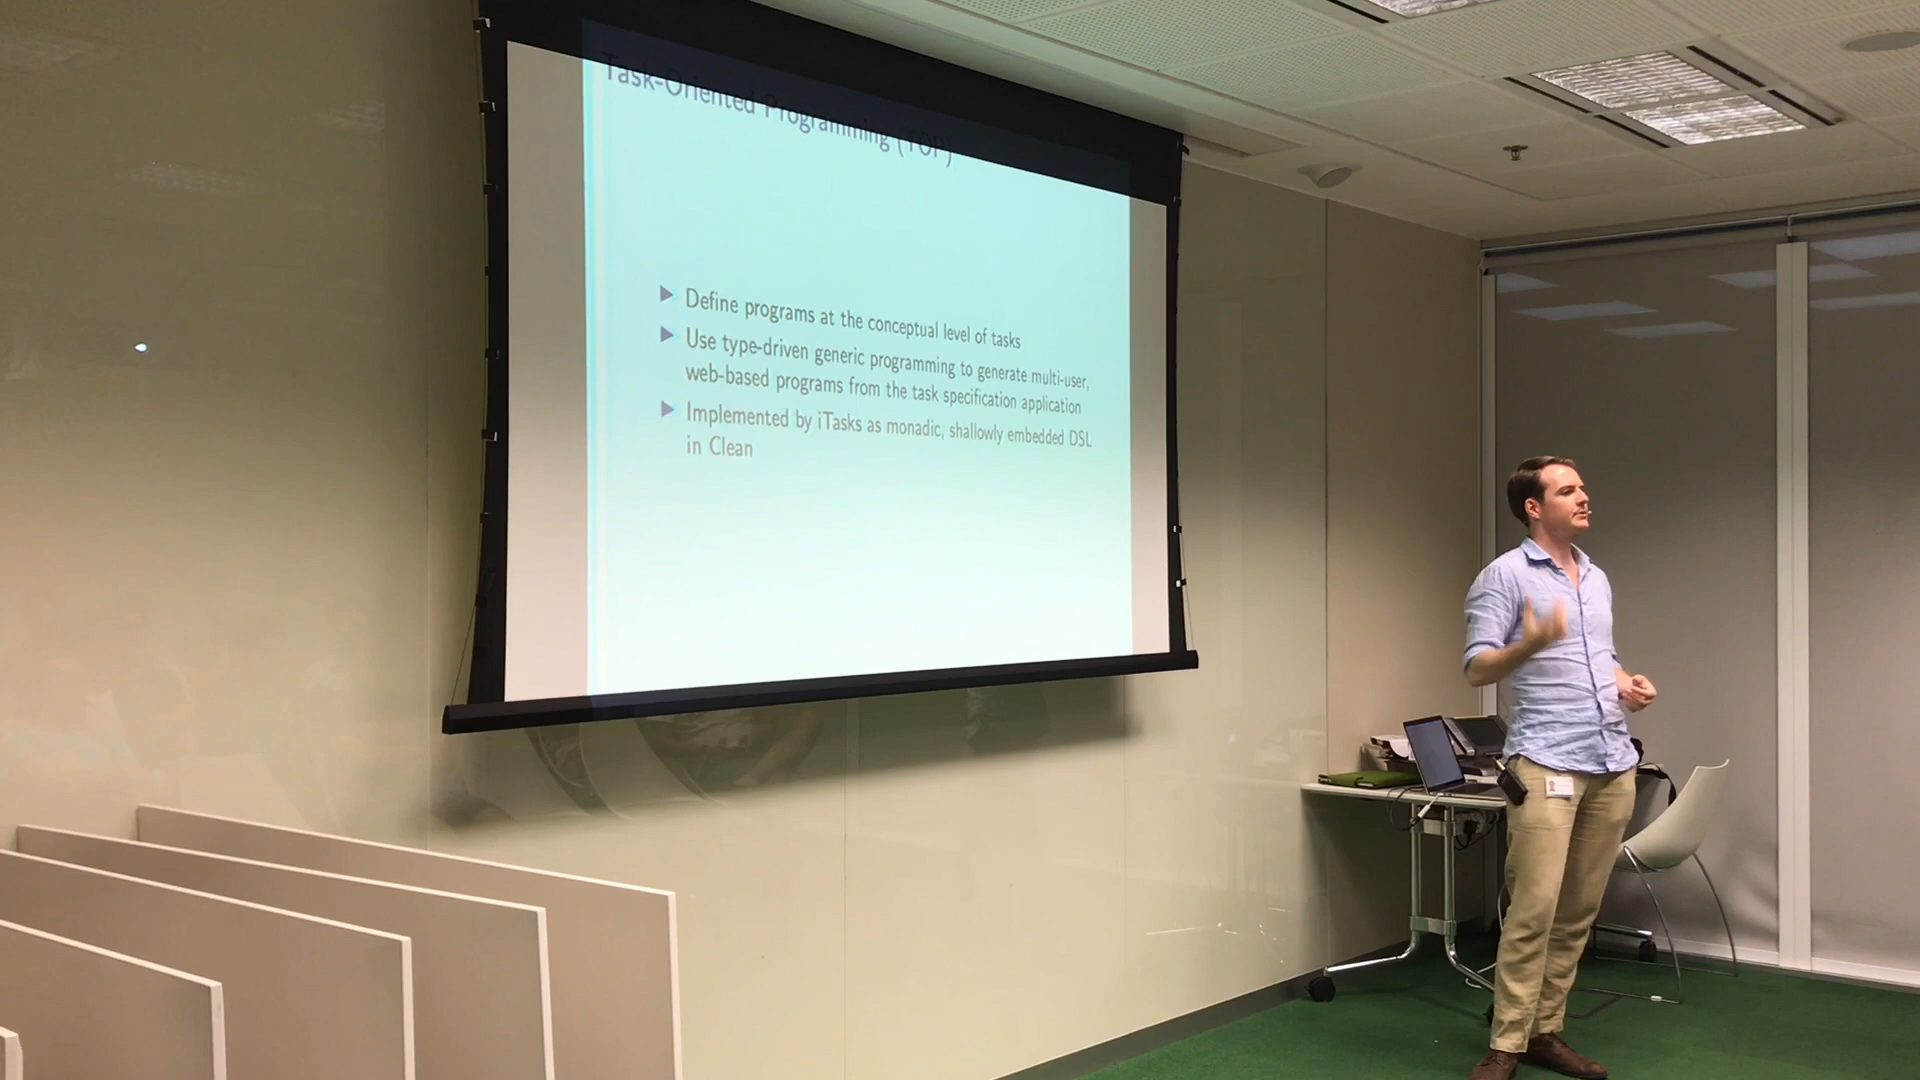 Task-Oriented Programming (TOP)
Define programs at the conceptual level of tasks
Use type-driven generic programming to generate multi-user,
web-based programs from the task specification application
Implemented by iTasks as monadic, shallowly embedded DSL
in Clean